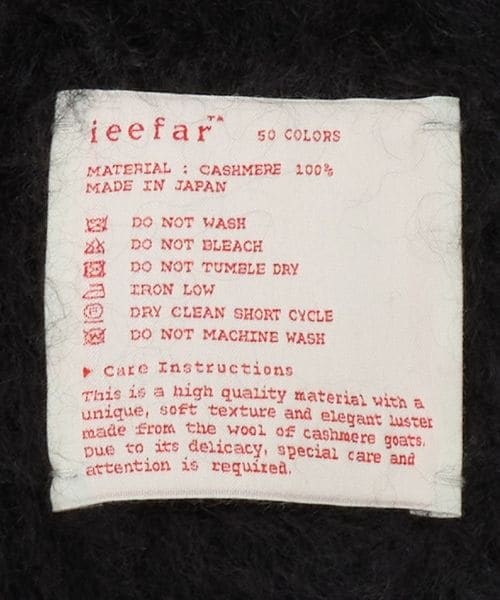 ieefar™ 50 COLORS
MATERIAL : CASHMERE 100%
MADE IN JAPAN
DO NOT WASH
DO NOT BLEACH
DO NOT TUMBLE DRY
IRON LOW
DRY CLEAN SHORT CYCLE
DO NOT MACHINE WASH
▶ Care Instructions
This is a high quality material with a
unique, soft texture and elegant luster
made from the wool of cashmere goats.
Due to its delicacy, special care and
attention is required.